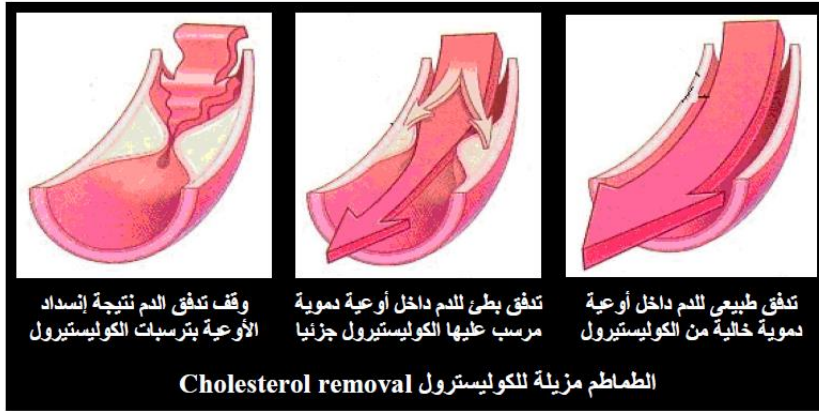 تدفق طبيعى للدم داخل أوعية
دموية خالية من الكوليستيرول
تدفق بطئ للدم داخل أوعية دموية
مرسب عليها الكوليستيرول جزئيا
وقف تدفق الدم نتيجة إنسداد
الأوعية بترسبات الكوليستيرول
الطماطم مزيلة للكوليسترول Cholesterol removal